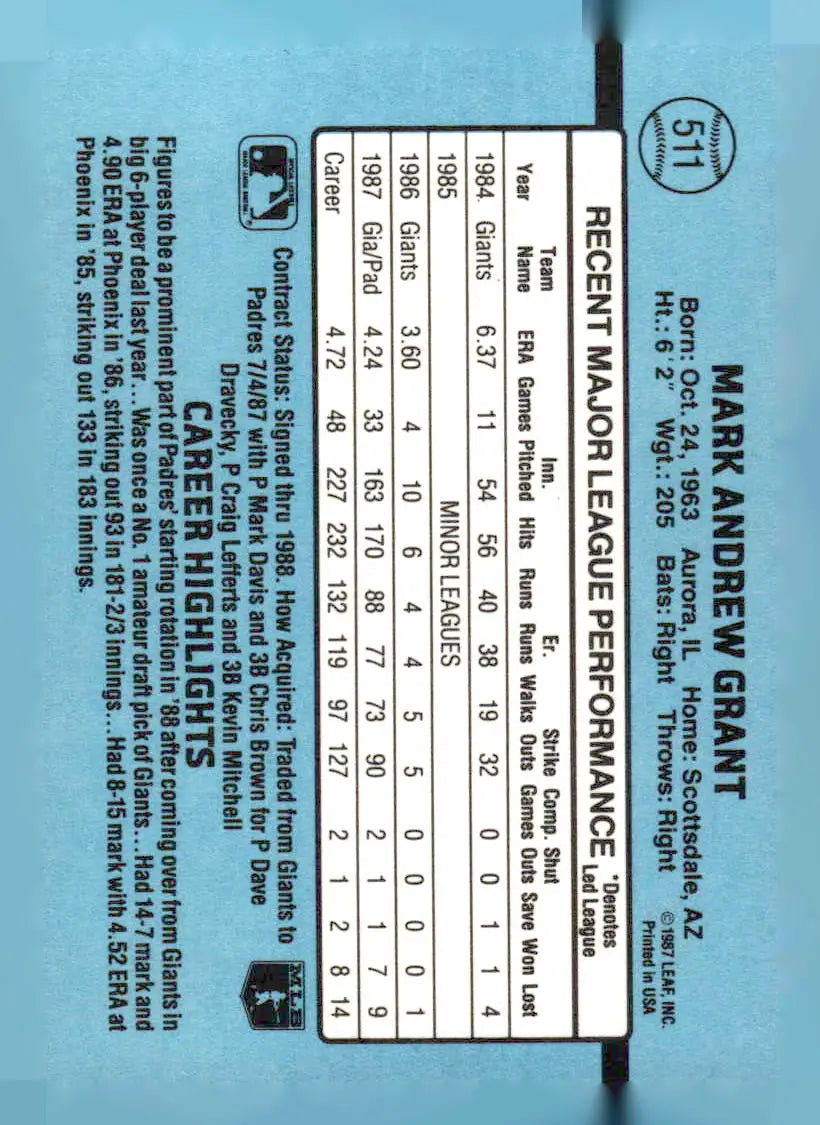 511
MARK ANDREW GRANT
Born: Oct. 24, 1963 Aurora, IL Home: Scottsdale, AZ
Ht.: 6' 2" Wgt.: 205 Bats: Right Throws: Right
©1987 LEAF, INC.
Printed in USA
RECENT MAJOR LEAGUE PERFORMANCE *Denotes Led League
Team Inn. Er. Strike Comp. Shut
Year Name ERA Games Pitched Hits Runs Runs Walks Outs Games Outs Save Won Lost
1984 Giants 6.37 11 54 56 40 38 19 32 0 0 1 1 4
1985 MINOR LEAGUES
1986 Giants 3.60 4 10 6 4 4 5 5 0 0 0 0 1
1987 Gia/Pad 4.24 33 163 170 88 77 73 90 2 1 1 7 9
Career 4.72 48 227 232 132 119 97 127 2 1 2 8 14
Contract Status: Signed thru 1988. How Acquired: Traded from Giants to
Padres 7/4/87 with P Mark Davis and 3B Chris Brown for P Dave
Dravecky, P Craig Lefferts and 3B Kevin Mitchell
MLB
CAREER HIGHLIGHTS
Figures to be a prominent part of Padres' starting rotation in '88 after coming over from Giants in
big 6-player deal last year... Was once a No. 1 amateur draft pick of Giants... Had 14-7 mark and
4.90 ERA at Phoenix in '86, striking out 93 in 181-2/3 innings... Had 8-15 mark with 4.52 ERA at
Phoenix in '85, striking out 133 in 183 innings.